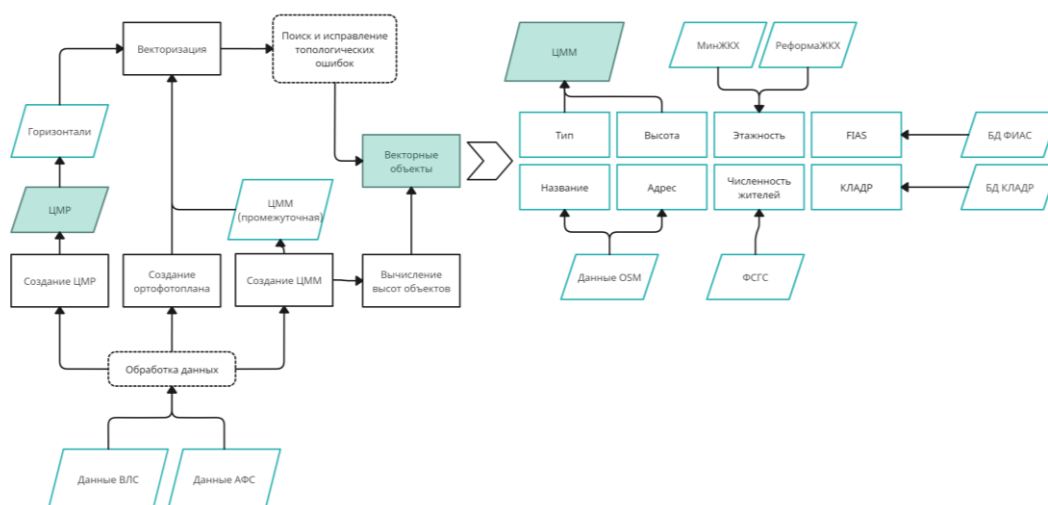 Векторизация
Поиск и исправление
топологических
ошибок
Горизонтали
ЦМР
Векторные
объекты
ЦММ
(промежуточная)
Создание ЦМР
Создание
ортофотоплана
Создание ЦММ
Вычисление
высот объектов
Обработка данных
Данные ВЛС
Данные АФС
ЦММ
МинЖКХ
РеформаЖКХ
Тип
Высота
Этажность
FIAS
БД ФИАС
Название
Адрес
Численность
жителей
КЛАДР
БД КЛАДР
Данные OSM
ФСГС